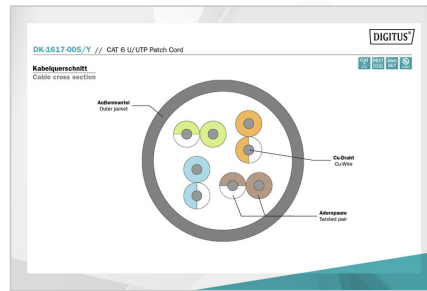 DIGITUS®
DK-1617-005/Y // CAT 6 U/UTP Patch Cord
Kabelquerschnitt
Cable cross section
Außenmantel
Outer jacket
Cu-Draht
Cu-Wire
Adernpaare
Twisted pair